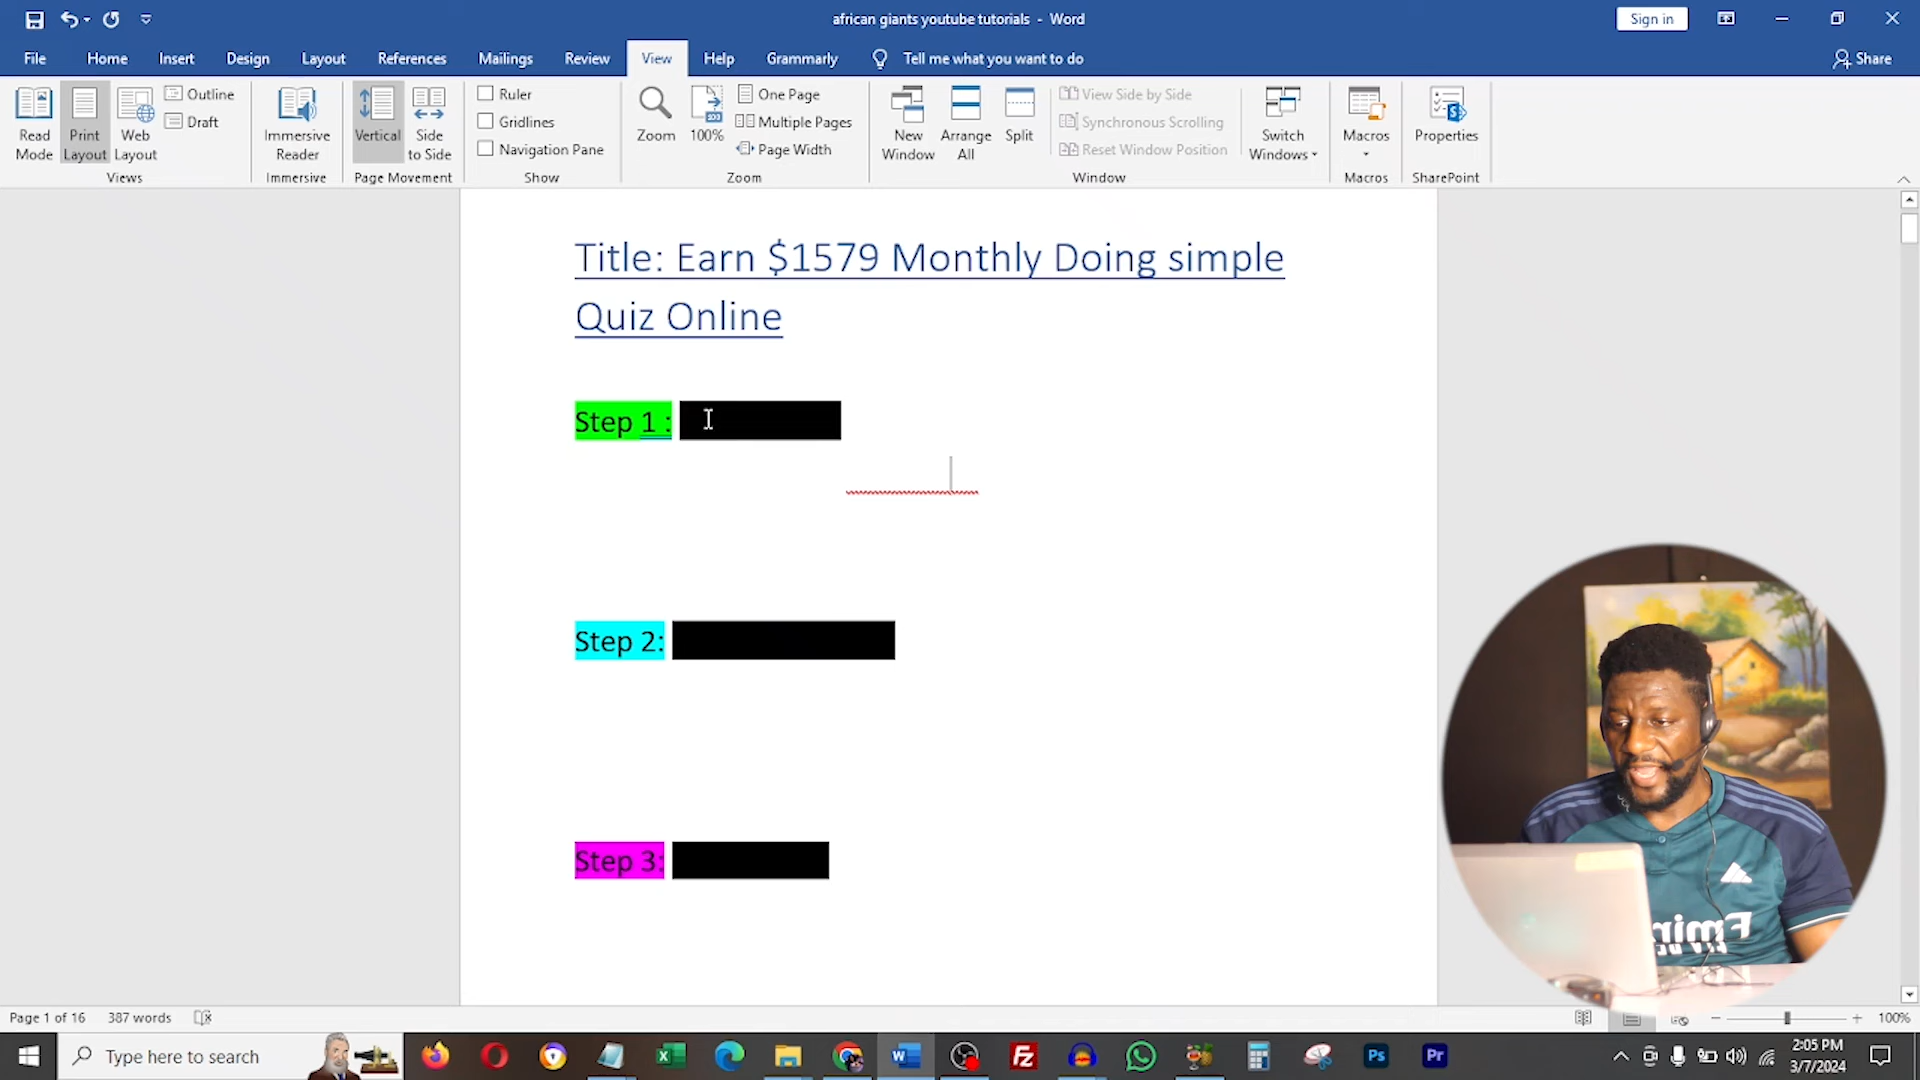 african giants youtube tutorials - Word
Sign in
File Home Insert Design Layout References Mailings Review View Help Grammarly Tell me what you want to do Share
Read Mode
Print Layout
Web Layout
Outline
Draft
Views
Immersive Reader
Immersive
Vertical
Side to Side
Page Movement
Ruler
Gridlines
Navigation Pane
Show
Zoom
100%
One Page
Multiple Pages
Page Width
Zoom
New Window
Arrange All
Split
View Side by Side
Synchronous Scrolling
Reset Window Position
Window
Switch Windows
Macros
Macros
Properties
SharePoint
Title: Earn $1579 Monthly Doing simple
Quiz Online
Step 1 :
Step 2:
Step 3:
Page 1 of 16 387 words
100%
Type here to search
Ps
Pr
2:05 PM
3/7/2024